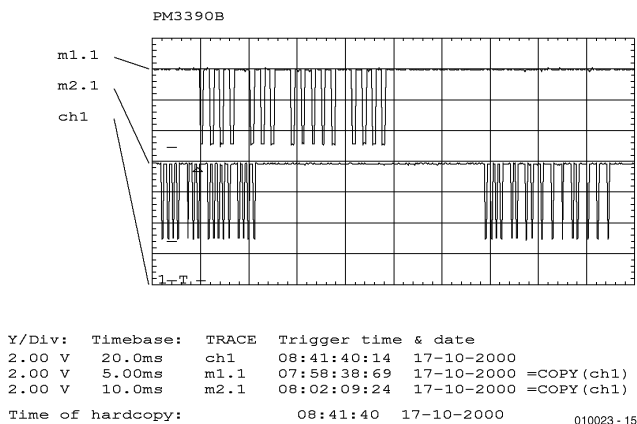 PM3390B
m1.1
m2.1
ch1
1 T
Y/Div: Timebase: TRACE Trigger time & date
2.00 V 20.0ms ch1 08:41:40:14 17-10-2000
2.00 V 5.00ms m1.1 07:58:38:69 17-10-2000 =COPY(ch1)
2.00 V 10.0ms m2.1 08:02:09:24 17-10-2000 =COPY(ch1)
Time of hardcopy: 08:41:40 17-10-2000
010023 - 15